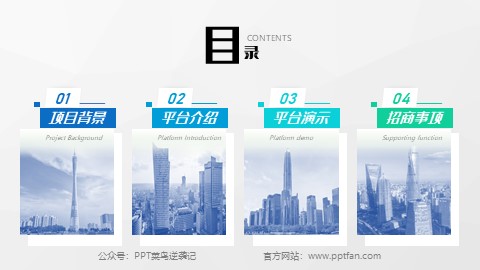 目录
CONTENTS
01
项目背景
Project Background
02
平台介绍
Platform Introduction
03
平台演示
Platform demo
04
招商事项
Supporting function
公众号：PPT菜鸟逆袭记
官方网站：www.pptfan.com